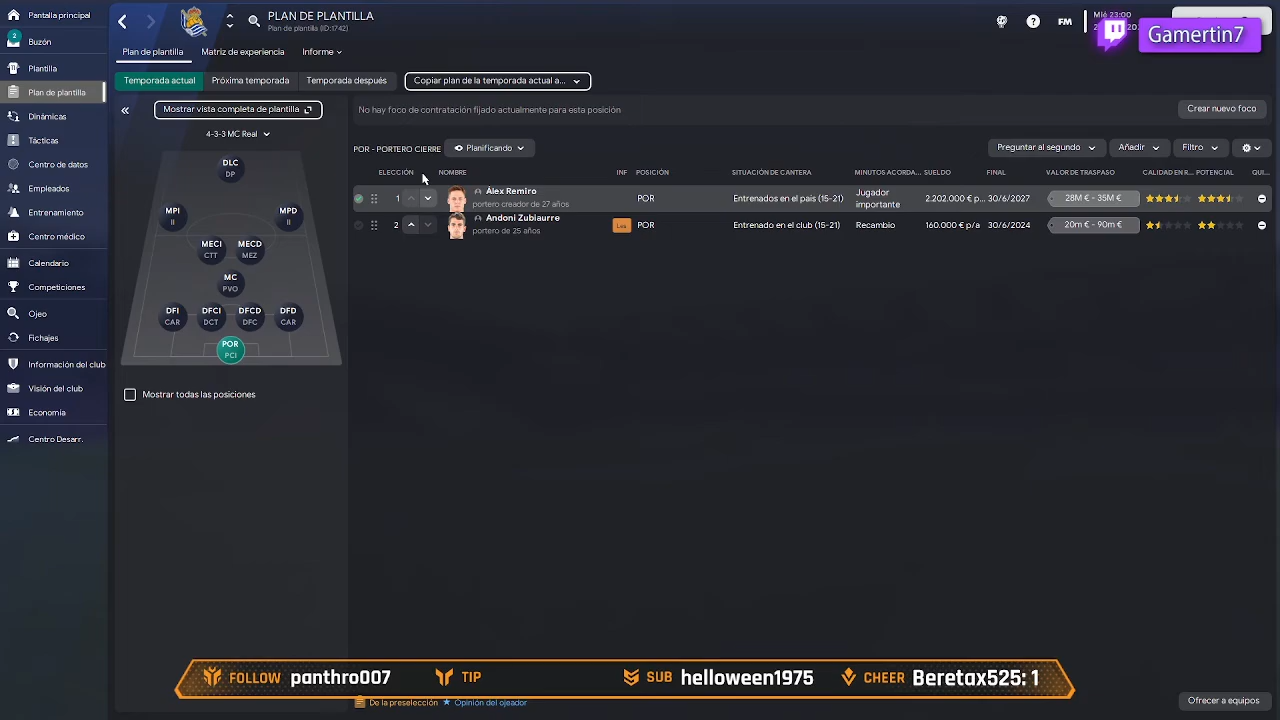 PLAN DE PLANTILLA
Plan de plantilla (ID:1742)
FM
Mié 23:00
Gamertin7
2
Buzón
Principal
Plantilla
Plan de plantilla
Dinámicas
Tácticas
Centro de datos
Empleados
Entrenamiento
Centro médico
Calendario
Competiciones
Ojeo
Fichajes
Información del club
Visión del club
Economía
Centro Desarr.
Plan de plantilla
Matriz de experiencia
Informe
Temporada actual
Próxima temporada
Temporada después
Copiar plan de la temporada actual a...
Mostrar vista completa de plantilla
4-3-3 MC Real
DLC
DP
MPI
II
MPD
II
MECI
CTT
MECD
MEZ
MC
PVO
DFI
CAR
DFCI
DCT
DFCD
DFC
DFD
CAR
POR
PCI
Mostrar todas las posiciones
No hay foco de contratación fijado actualmente para esta posición
Crear nuevo foco
POR - PORTERO CIERRE
Planificando
Preguntar al segundo
Añadir
Filtro
ELECCIÓN NOMBRE INF POSICIÓN SITUACIÓN DE CANTERA MINUTOS ACORDA... SUELDO FINAL VALOR DE TRASPASO CALIDAD EN R... POTENCIAL QUI...
1 Álex Remiro POR Entrenados en el país (15-21) Jugador importante 2.202.000 € p... 30/6/2027 28M € - 35M €
portero creador de 27 años
2 Andoni Zubiaurre Les POR Entrenado en el club (15-21) Recambio 160.000 € p/a 30/6/2024 20m € - 90m €
portero de 25 años
FOLLOW panthro007
TIP
SUB helloween1975
CHEER Beretax525: 1
De la preselección
Opinión del ojeador
Ofrecer a equipos